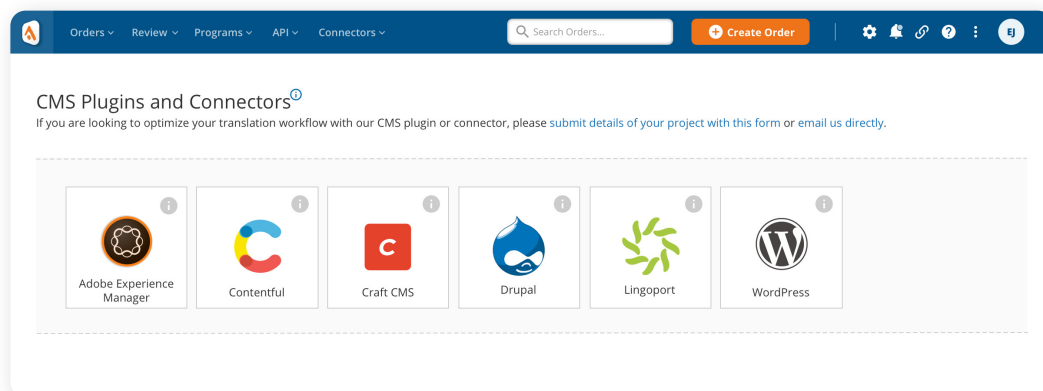 Orders Review Programs API Connectors Search Orders... Create Order EJ
CMS Plugins and Connectors
If you are looking to optimize your translation workflow with our CMS plugin or connector, please submit details of your project with this form or email us directly.
Adobe Experience
Manager
Contentful
Craft CMS
Drupal
Lingoport
WordPress